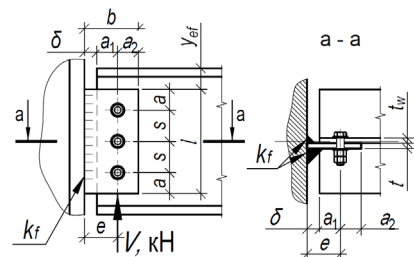 b
δ a₁ a₂ y_ef a - a
a a
a s s a l
k_f t_w
k_f t
e V, кН
δ a₁ a₂
e